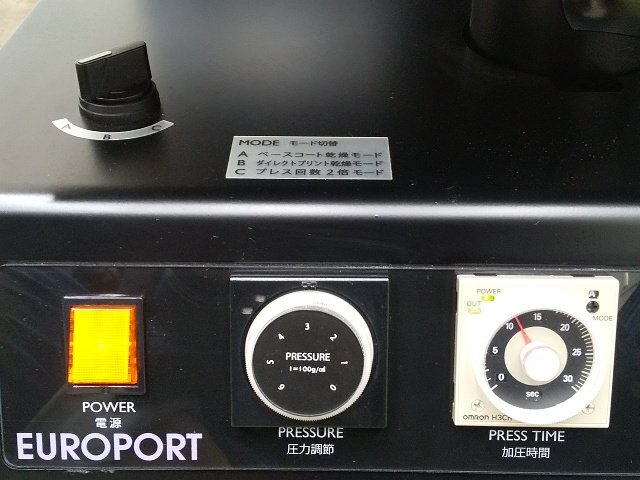 A B C
MODE モード切替
A ベースコート乾燥モード
B ダイレクトプリント乾燥モード
C プレス回数2倍モード
POWER
電源
EUROPORT
0 1 2 3 4 5 6
PRESSURE
1=100g/㎠
PRESSURE
圧力調節
POWER
OUT
A
MODE
0 5 10 15 20 25 30
sec
OMRON H3CR
PRESS TIME
加圧時間